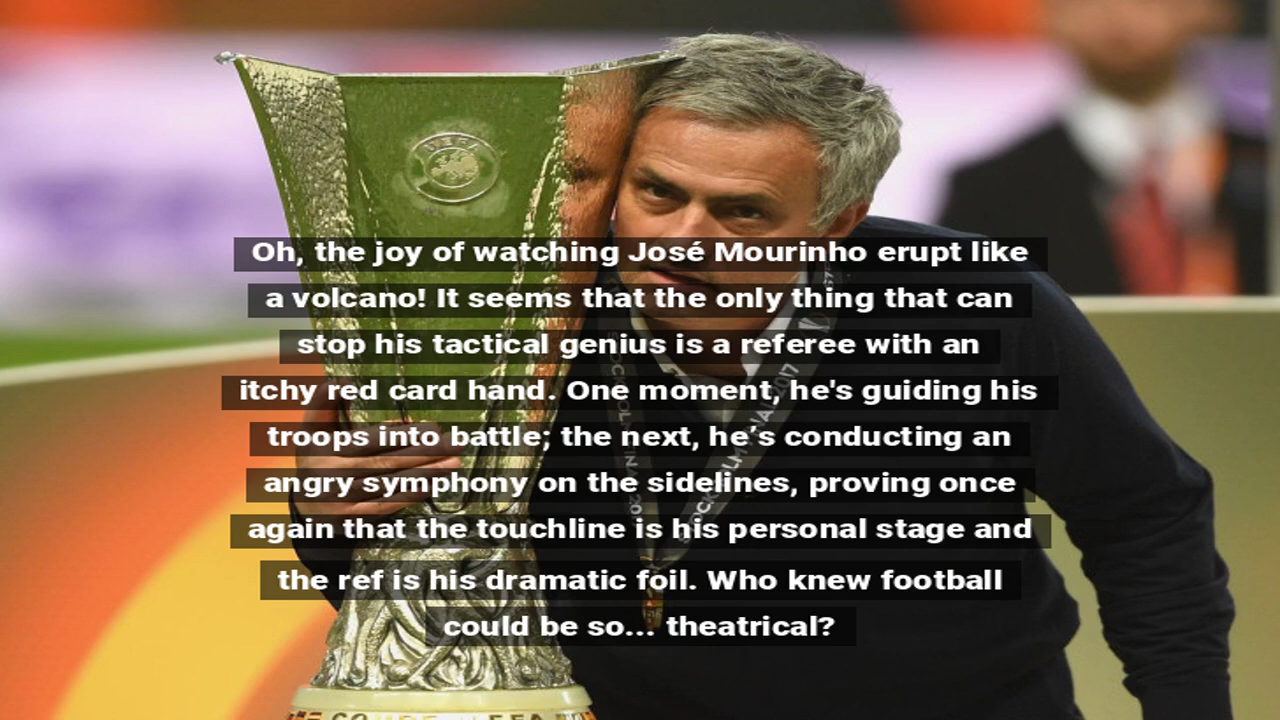 UEFA
Oh, the joy of watching José Mourinho erupt like
a volcano! It seems that the only thing that can
stop his tactical genius is a referee with an
itchy red card hand. One moment, he's guiding his
troops into battle; the next, he's conducting an
angry symphony on the sidelines, proving once
again that the touchline is his personal stage and
the ref is his dramatic foil. Who knew football
could be so... theatrical?